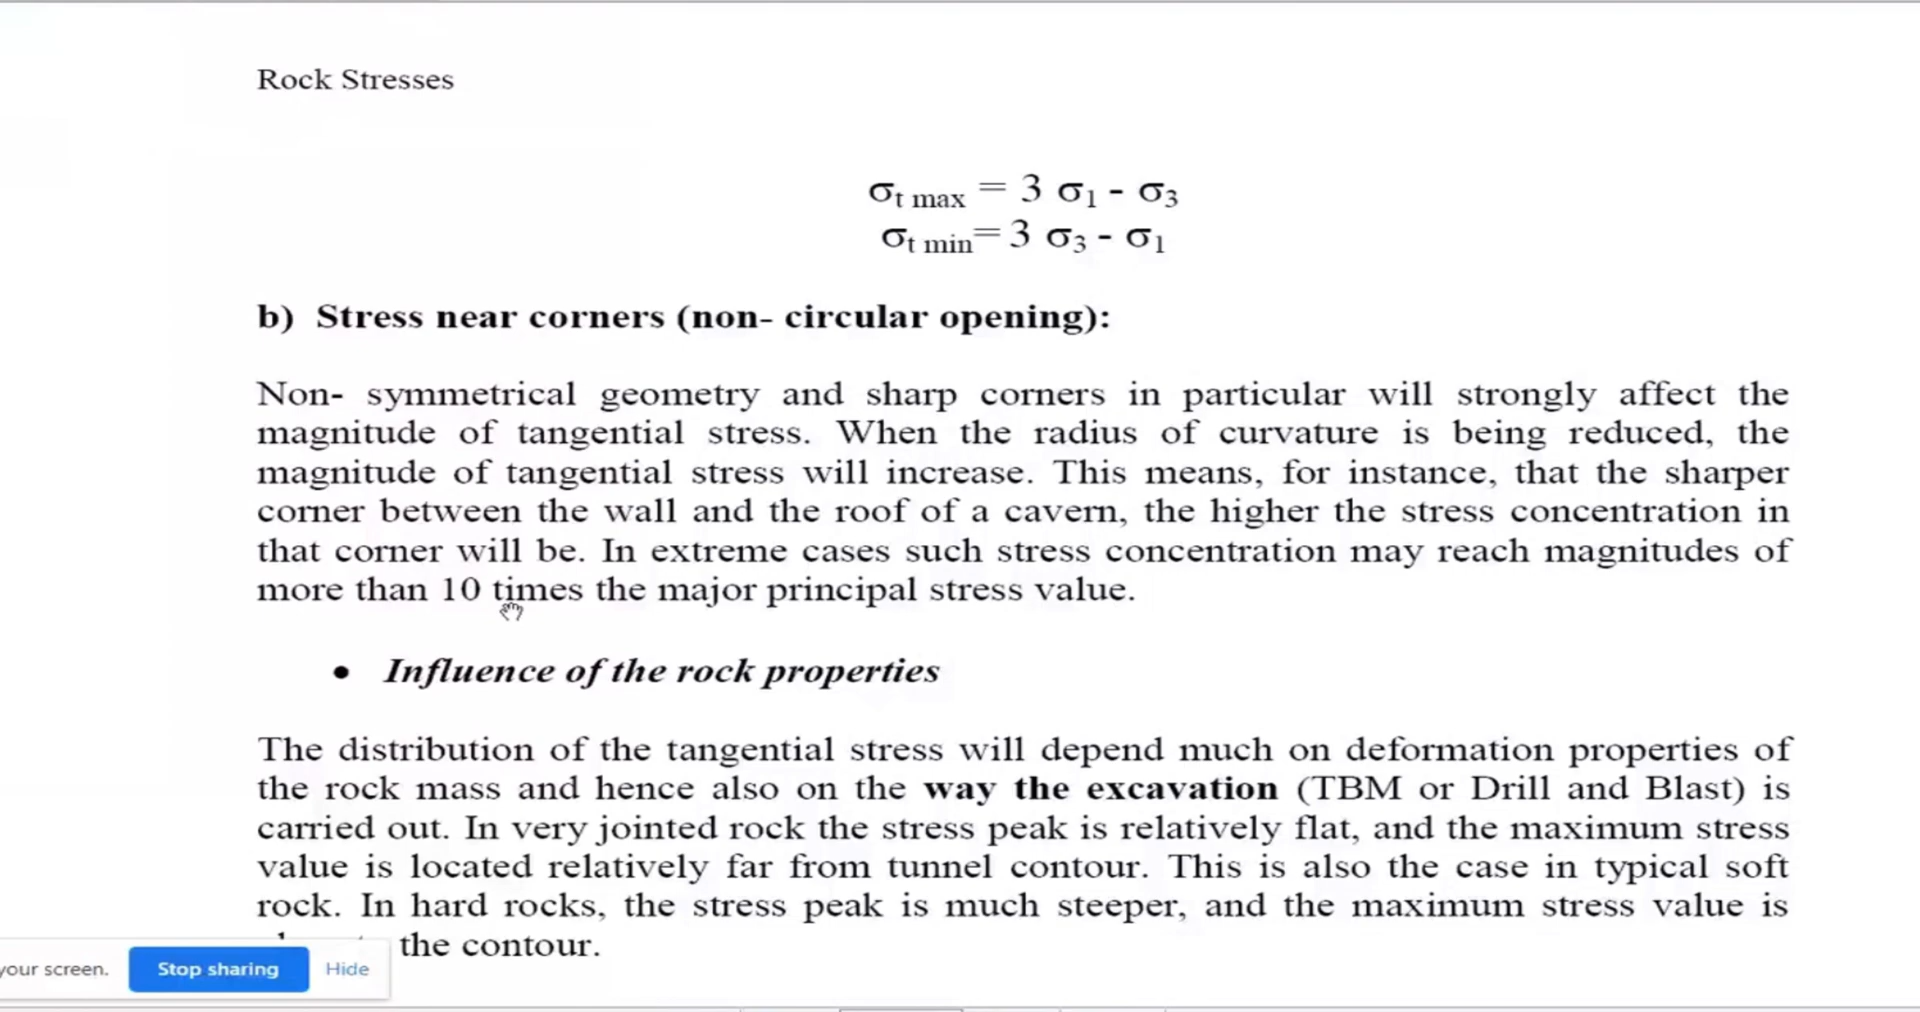 Rock Stresses
σt max = 3 σ1 - σ3
σt min= 3 σ3 - σ1
b) Stress near corners (non- circular opening):
Non- symmetrical geometry and sharp corners in particular will strongly affect the
magnitude of tangential stress. When the radius of curvature is being reduced, the
magnitude of tangential stress will increase. This means, for instance, that the sharper
corner between the wall and the roof of a cavern, the higher the stress concentration in
that corner will be. In extreme cases such stress concentration may reach magnitudes of
more than 10 times the major principal stress value.
• Influence of the rock properties
The distribution of the tangential stress will depend much on deformation properties of
the rock mass and hence also on the way the excavation (TBM or Drill and Blast) is
carried out. In very jointed rock the stress peak is relatively flat, and the maximum stress
value is located relatively far from tunnel contour. This is also the case in typical soft
rock. In hard rocks, the stress peak is much steeper, and the maximum stress value is
the contour.
your screen. Stop sharing Hide